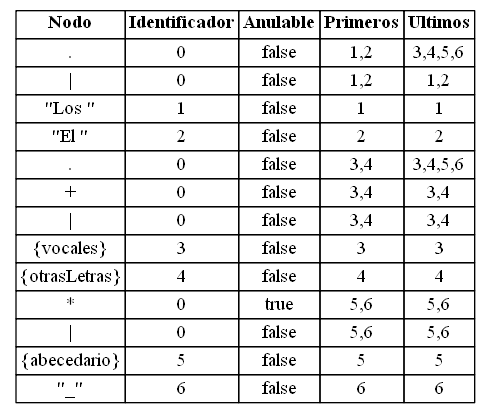 Nodo Identificador Anulable Primeros Ultimos
. 0 false 1,2 3,4,5,6
| 0 false 1,2 1,2
"Los " 1 false 1 1
"El " 2 false 2 2
. 0 false 3,4 3,4,5,6
+ 0 false 3,4 3,4
| 0 false 3,4 3,4
{vocales} 3 false 3 3
{otrasLetras} 4 false 4 4
* 0 true 5,6 5,6
| 0 false 5,6 5,6
{abecedario} 5 false 5 5
"_" 6 false 6 6